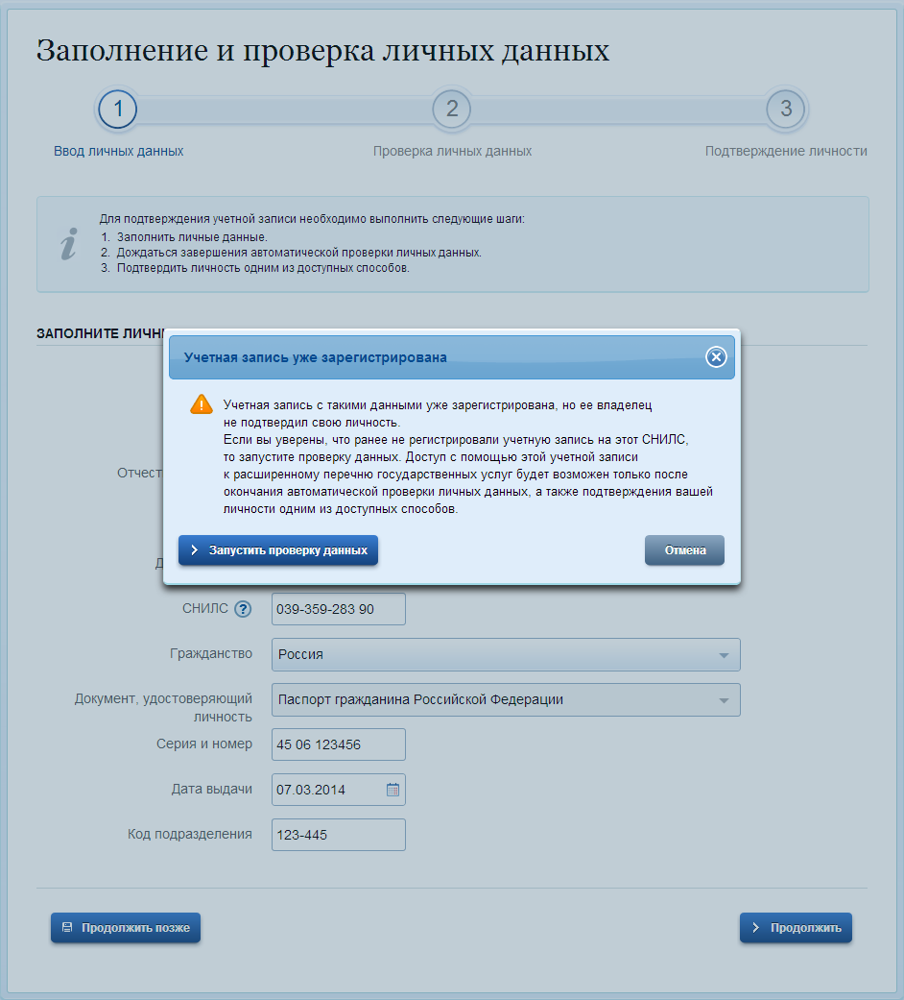 Заполнение и проверка личных данных
1
2
3
Ввод личных данных
Проверка личных данных
Подтверждение личности
Для подтверждения учетной записи необходимо выполнить следующие шаги:
1. Заполнить личные данные.
2. Дождаться завершения автоматической проверки личных данных.
3. Подтвердить личность одним из доступных способов.
ЗАПОЛНИТЕ
Учетная запись уже зарегистрирована
Учетная запись с такими данными уже зарегистрирована, но ее владелец
не подтвердил свою личность.
Если вы уверены, что ранее не регистрировали учетную запись на этот СНИЛС,
то запустите проверку данных. Доступ с помощью этой учетной записи
к расширенному перечню государственных услуг будет возможен только после
окончания автоматической проверки личных данных, а также подтверждения вашей
личности одним из доступных способов.
Запустить проверку данных
Отмена
СНИЛС ?
039-359-283 90
Гражданство
Россия
Документ, удостоверяющий
личность
Паспорт гражданина Российской Федерации
Серия и номер
45 06 123456
Дата выдачи
07.03.2014
Код подразделения
123-445
Продолжить позже
Продолжить